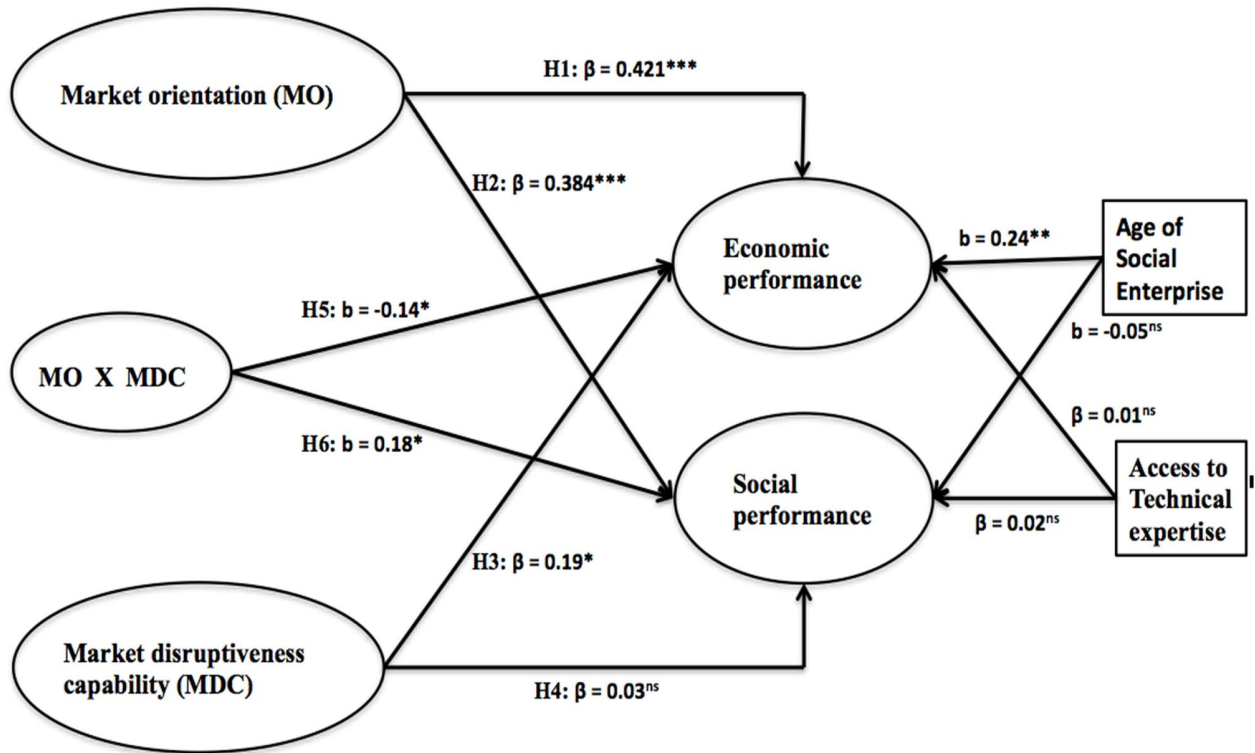 H1: β = 0.421***
Market orientation (MO)
H2: β = 0.384***
Economic
performance
b = 0.24**
Age of
Social
Enterprise
H5: b = -0.14*
b = -0.05ⁿˢ
MO X MDC
β = 0.01ⁿˢ
H6: b = 0.18*
Social
performance
Access to
Technical
expertise
β = 0.02ⁿˢ
H3: β = 0.19*
Market disruptiveness
capability (MDC)
H4: β = 0.03ⁿˢ